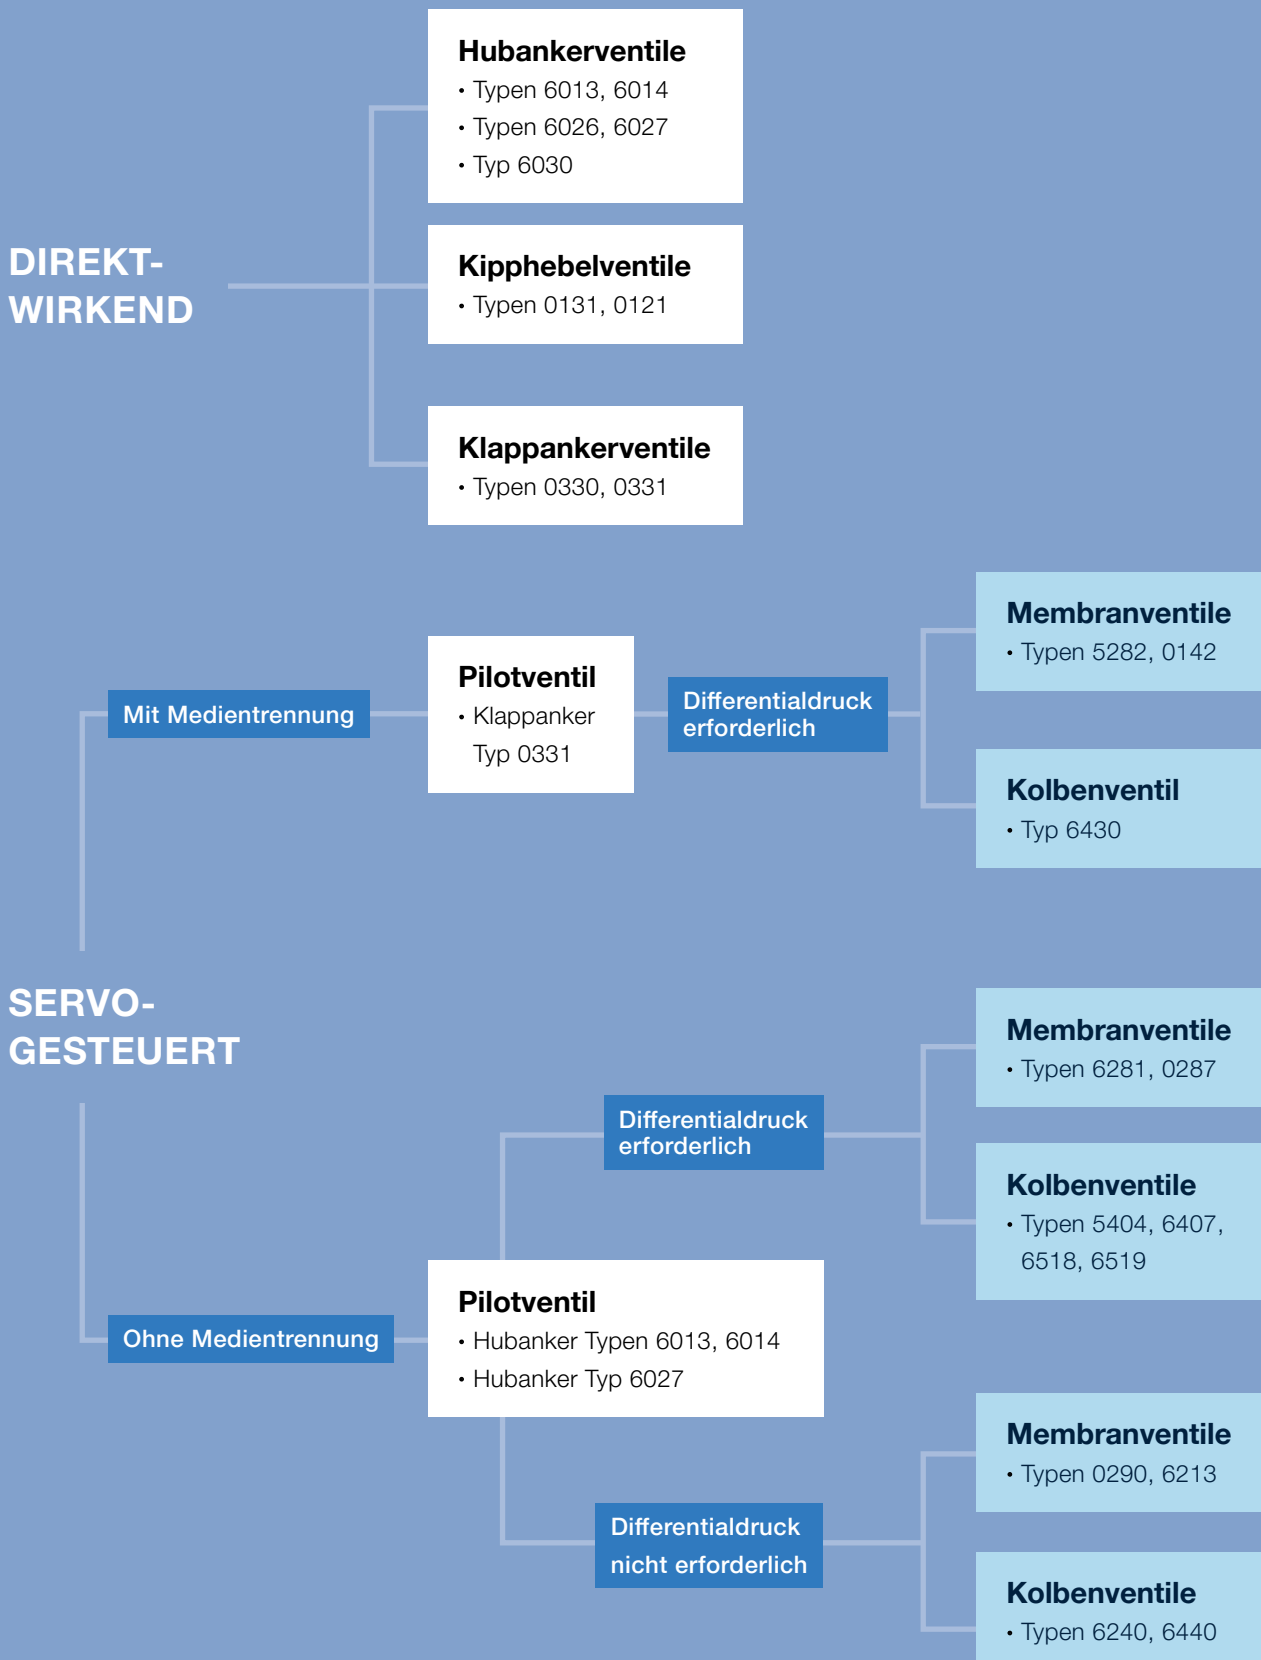 Hubankerventile
• Typen 6013, 6014
• Typen 6026, 6027
• Typ 6030
DIREKT-
WIRKEND
Kipphebelventile
• Typen 0131, 0121
Klappankerventile
• Typen 0330, 0331
Mit Medientrennung
Pilotventil
• Klappanker
Typ 0331
Differentialdruck
erforderlich
Membranventile
• Typen 5282, 0142
Kolbenventil
• Typ 6430
SERVO-
GESTEUERT
Ohne Medientrennung
Pilotventil
• Hubanker Typen 6013, 6014
• Hubanker Typ 6027
Differentialdruck
erforderlich
Membranventile
• Typen 6281, 0287
Kolbenventile
• Typen 5404, 6407,
6518, 6519
Differentialdruck
nicht erforderlich
Membranventile
• Typen 0290, 6213
Kolbenventile
• Typen 6240, 6440